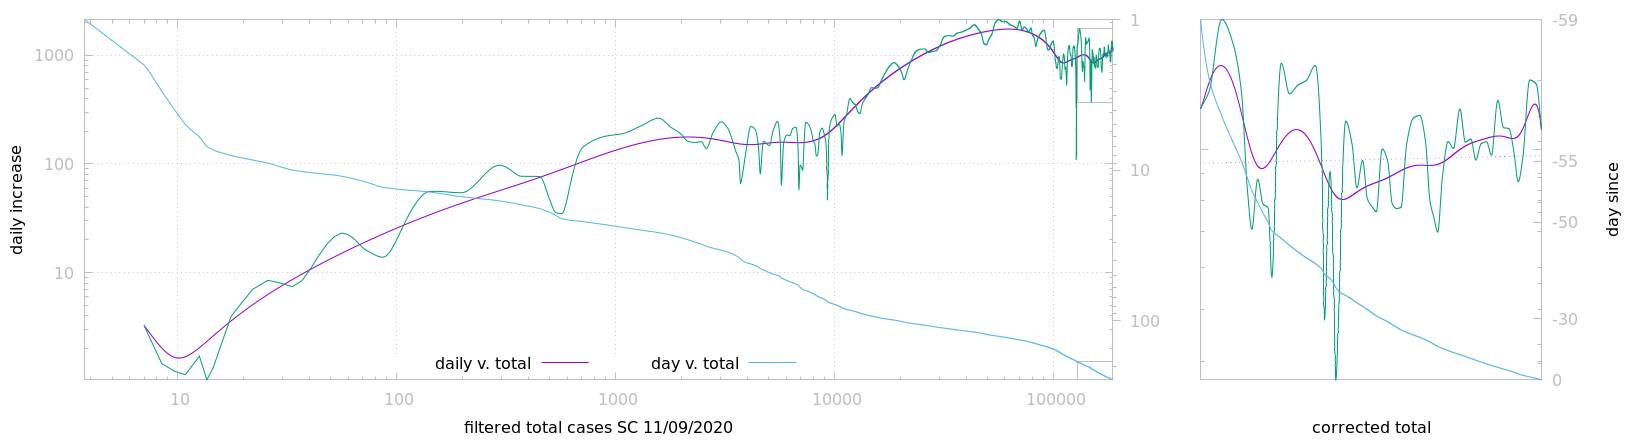 daily increase
1000
100
10
1
10
100
daily v. total
day v. total
10
100
1000
10000
100000
filtered total cases SC 11/09/2020
-59
-55
-50
-30
0
day since
corrected total